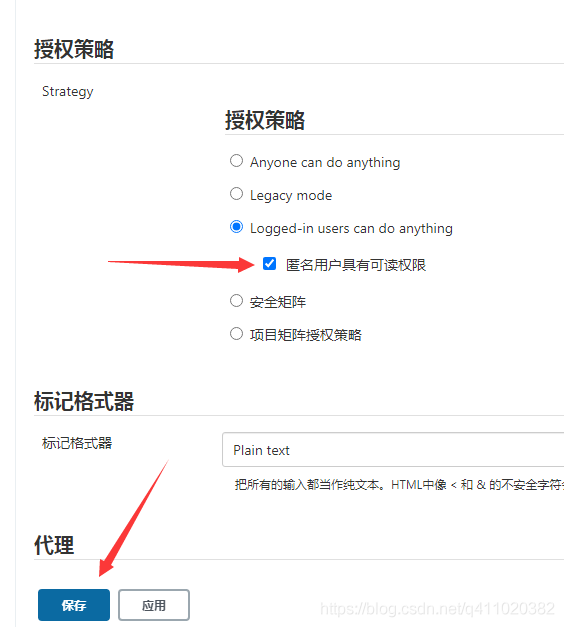 授权策略
Strategy
授权策略
Anyone can do anything
Legacy mode
Logged-in users can do anything
匿名用户具有可读权限
安全矩阵
项目矩阵授权策略
标记格式器
标记格式器
Plain text
把所有的输入都当作纯文本。HTML中像 < 和 & 的不安全字符
代理
保存
应用
https://blog.csdn.net/q411020382